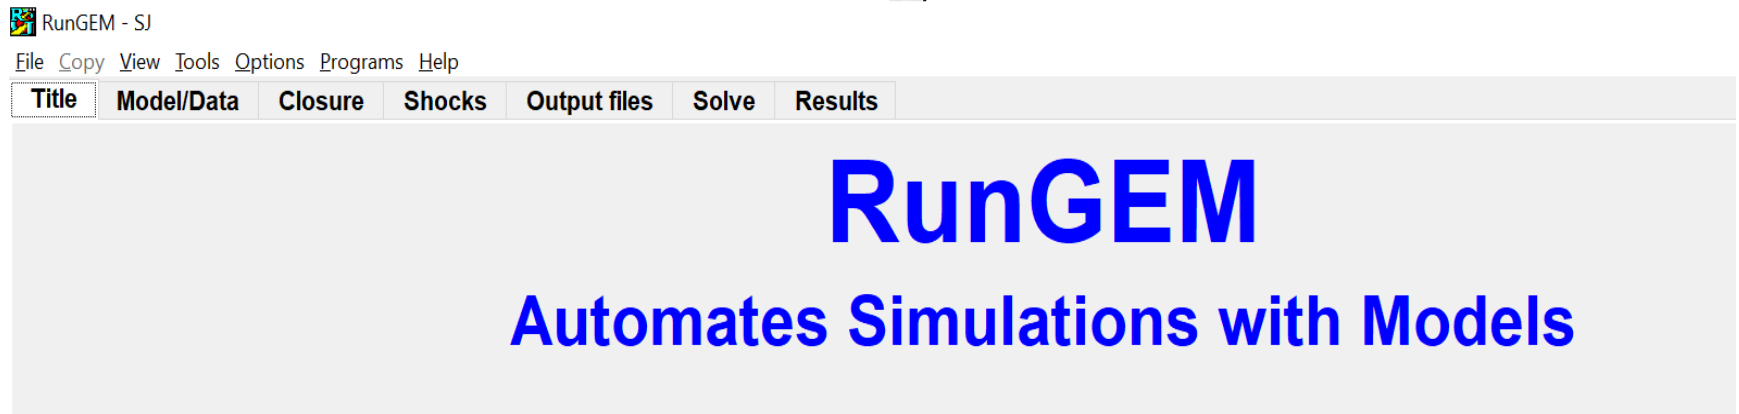 RunGEM - SJ
File Copy View Tools Options Programs Help
Title Model/Data Closure Shocks Output files Solve Results
RunGEM
Automates Simulations with Models